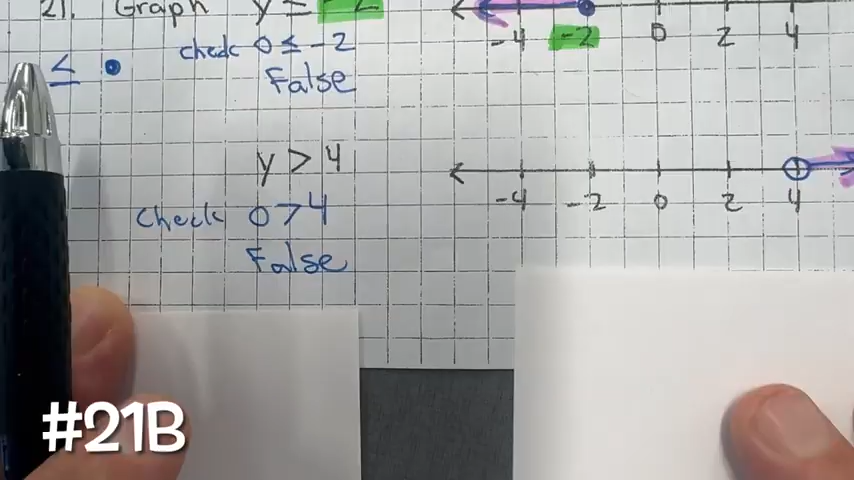 21. Graph y = -2
-4 -2 0 2 4
≤ • check 0 ≤ -2
False
y > 4
-4 -2 0 2 4
check 0 > 4
False
#21B